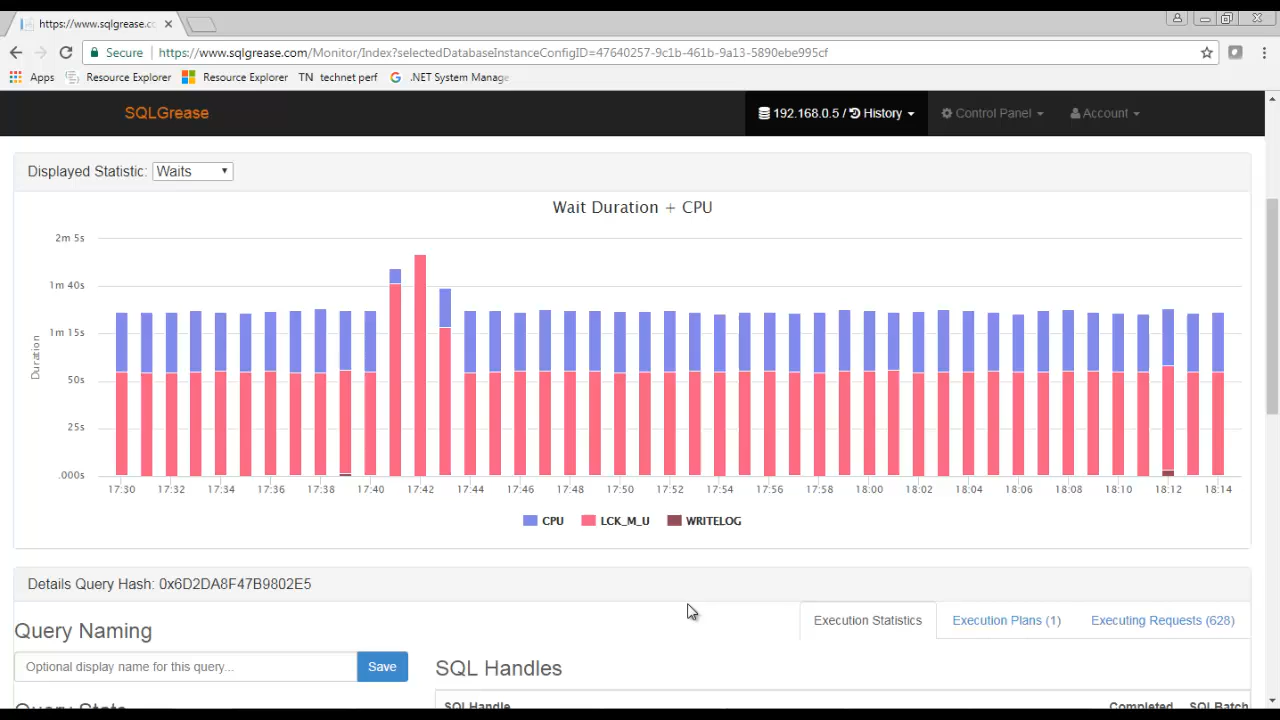 https://www.sqlgrease.co
Secure https://www.sqlgrease.com/Monitor/Index?selectedDatabaseInstanceConfigID=47640257-9c1b-461b-9a13-5890ebe995cf
Apps Resource Explorer Resource Explorer TN technet perf .NET System Manage
SQLGrease 192.168.0.5 / History Control Panel Account
Displayed Statistic: Waits
Wait Duration + CPU
Duration
2m 5s
1m 40s
1m 15s
50s
25s
.000s
17:30 17:32 17:34 17:36 17:38 17:40 17:42 17:44 17:46 17:48 17:50 17:52 17:54 17:56 17:58 18:00 18:02 18:04 18:06 18:08 18:10 18:12 18:14
CPU LCK_M_U WRITELOG
Details Query Hash: 0x6D2DA8F47B9802E5
Execution Statistics Execution Plans (1) Executing Requests (628)
Query Naming
Optional display name for this query... Save
SQL Handles
Query Stats
SQLHandle Completed SQLBatch